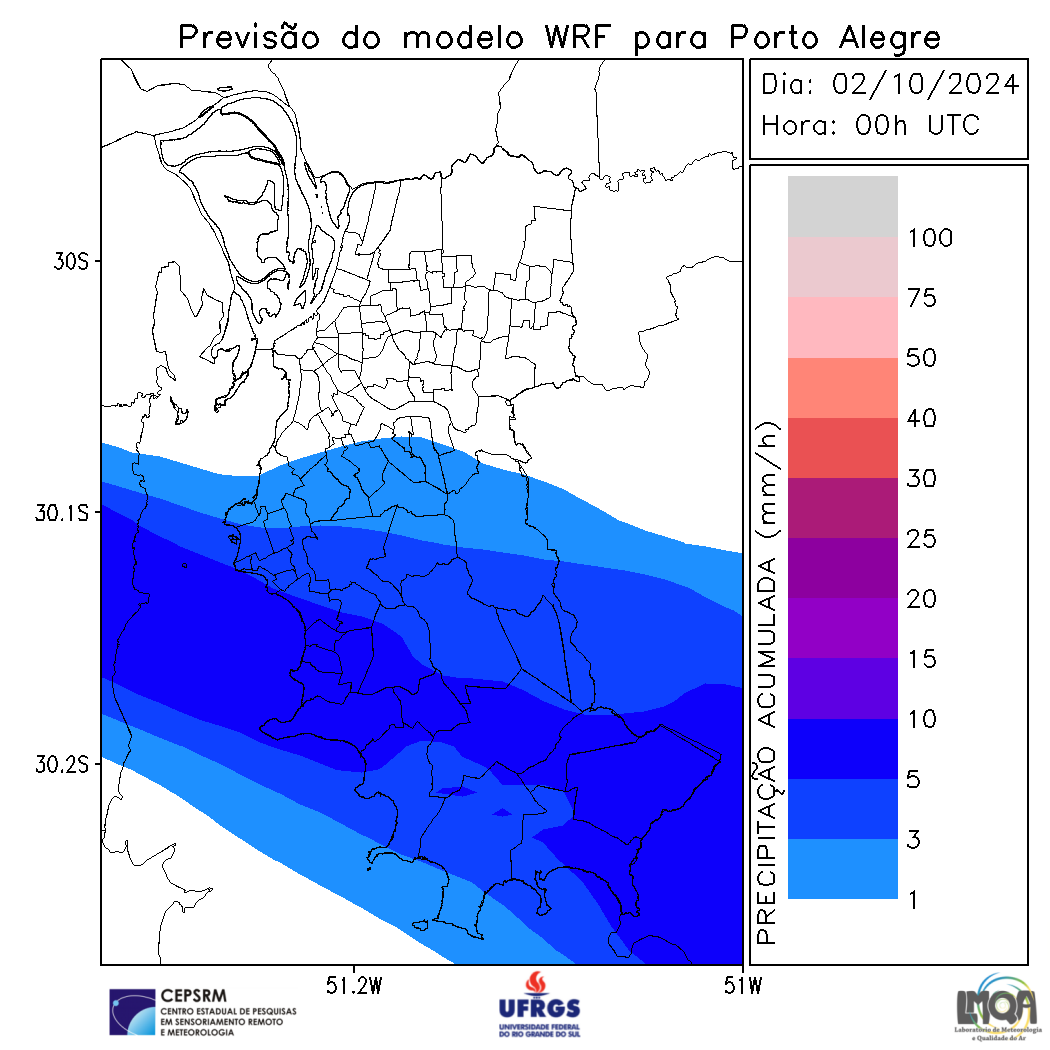 Previsão do modelo WRF para Porto Alegre
Dia: 02/10/2024
Hora: 00h UTC
30S
30.1S
30.2S
51.2W
51W
PRECIPITAÇÃO ACUMULADA (mm/h)
100
75
50
40
30
25
20
15
10
5
3
1
CEPSRM
CENTRO ESTADUAL DE PESQUISAS
EM SENSORIAMENTO REMOTO
E METEOROLOGIA
UFRGS
UNIVERSIDADE FEDERAL
DO RIO GRANDE DO SUL
LMQA
Laboratório de Meteorologia
e Qualidade do Ar